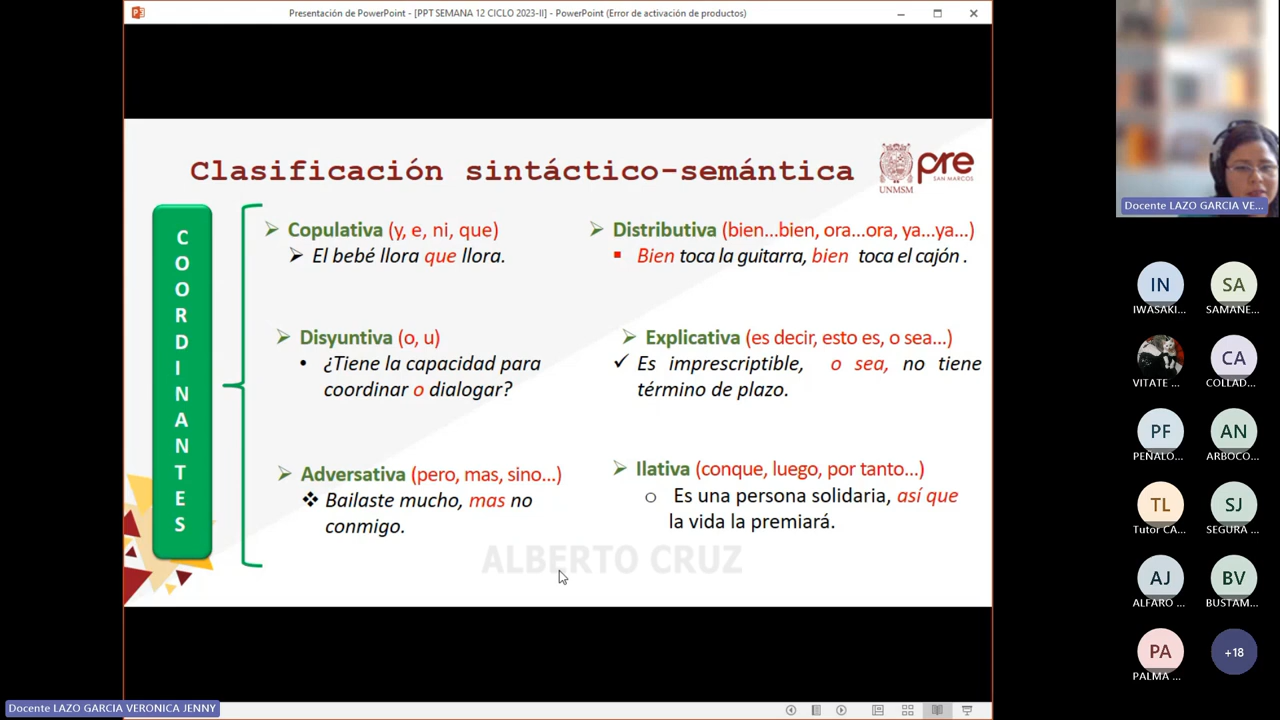 Presentación de PowerPoint - [PPT SEMANA 12 CICLO 2023-II] - PowerPoint (Error de activación de productos)
Clasificación sintáctico-semántica
UNMSM
pre
SAN MARCOS
COORDINANTES
Copulativa (y, e, ni, que)
El bebé llora que llora.
Disyuntiva (o, u)
¿Tiene la capacidad para
coordinar o dialogar?
Adversativa (pero, mas, sino...)
Bailaste mucho, mas no
conmigo.
Distributiva (bien...bien, ora...ora, ya...ya...)
Bien toca la guitarra, bien toca el cajón.
Explicativa (es decir, esto es, o sea...)
Es imprescriptible, o sea, no tiene
término de plazo.
Ilativa (conque, luego, por tanto...)
Es una persona solidaria, así que
la vida la premiará.
ALBERTO CRUZ
Docente LAZO GARCIA VE...
IN
IWASAKI...
SA
SAMANE...
VITATE ...
CA
COLLAD...
PF
PEÑALO...
AN
ARBOCO...
TL
Tutor CA...
SJ
SEGURA ...
AJ
ALFARO ...
BV
BUSTAM...
PA
PALMA ...
+18
Docente LAZO GARCIA VERONICA JENNY